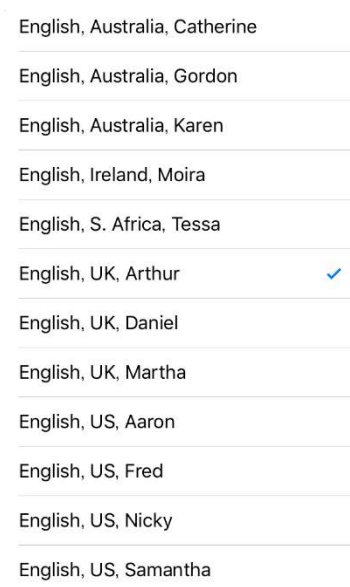 English, Australia, Catherine
English, Australia, Gordon
English, Australia, Karen
English, Ireland, Moira
English, S. Africa, Tessa
English, UK, Arthur
English, UK, Daniel
English, UK, Martha
English, US, Aaron
English, US, Fred
English, US, Nicky
English, US, Samantha